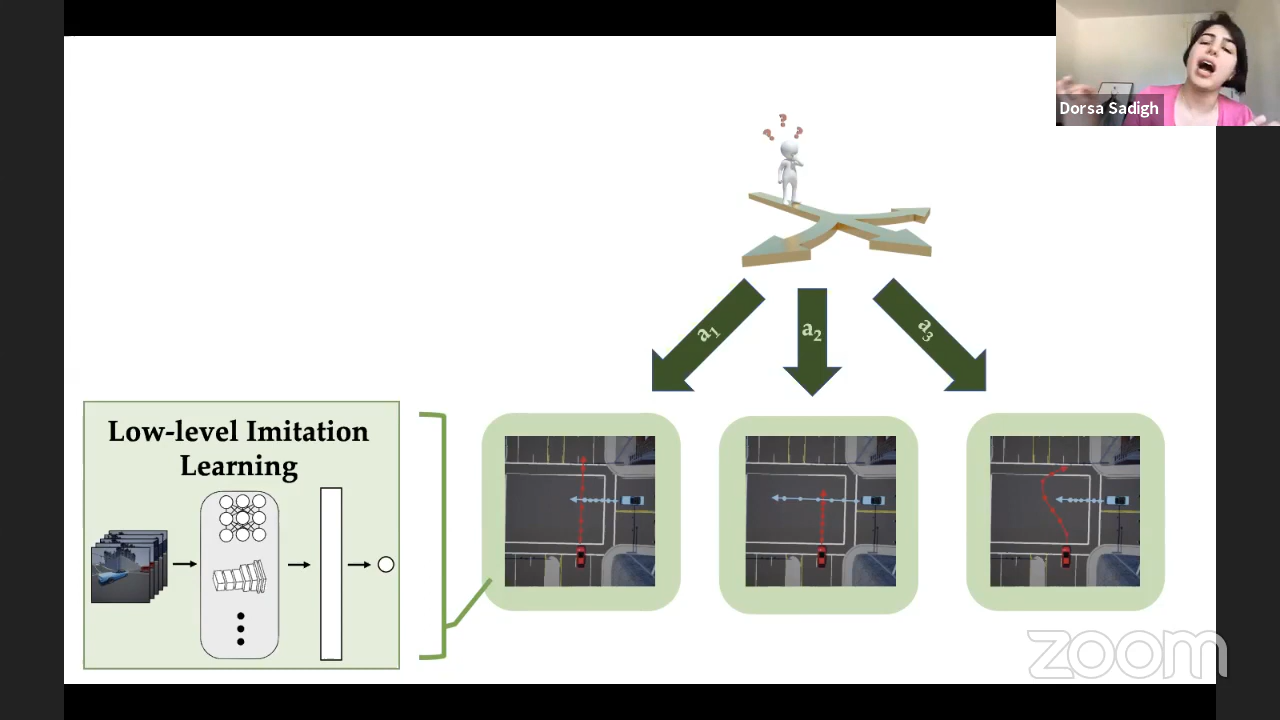 Dorsa Sadigh
? ? ?
a1
a2
a3
Low-level Imitation
Learning
zoom